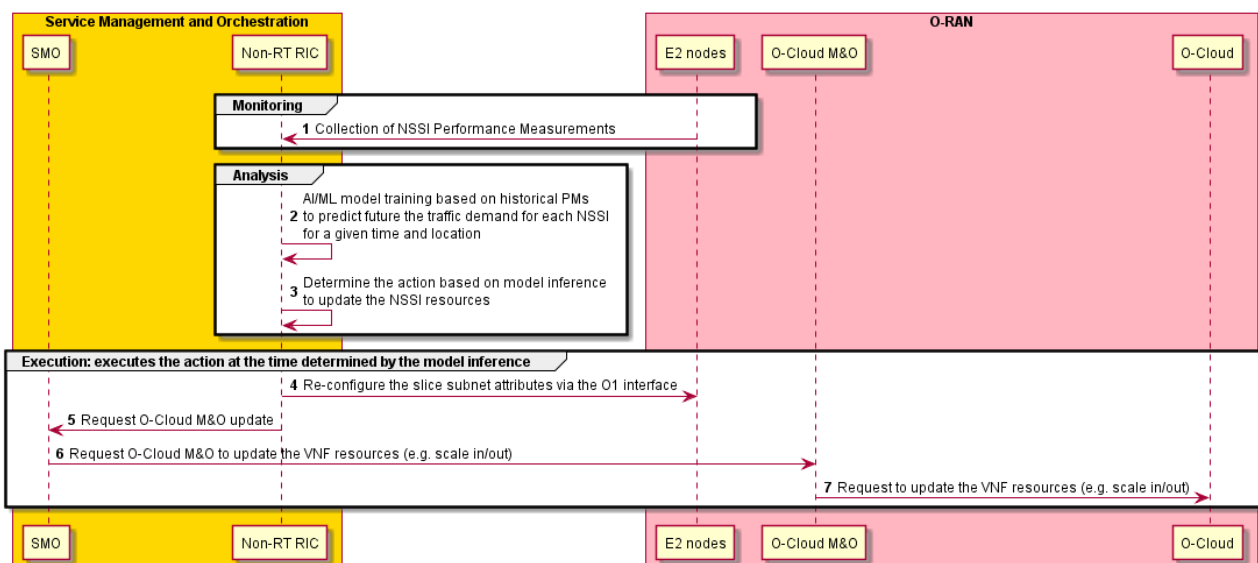 Service Management and Orchestration
O-RAN
SMO
Non-RT RIC
E2 nodes
O-Cloud M&O
O-Cloud
Monitoring
1 Collection of NSSI Performance Measurements
Analysis
AI/ML model training based on historical PMs
2 to predict future the traffic demand for each NSSI
for a given time and location
3 Determine the action based on model inference
to update the NSSI resources
Execution: executes the action at the time determined by the model inference
4 Re-configure the slice subnet attributes via the O1 interface
5 Request O-Cloud M&O update
6 Request O-Cloud M&O to update the VNF resources (e.g. scale in/out)
7 Request to update the VNF resources (e.g. scale in/out)
SMO
Non-RT RIC
E2 nodes
O-Cloud M&O
O-Cloud